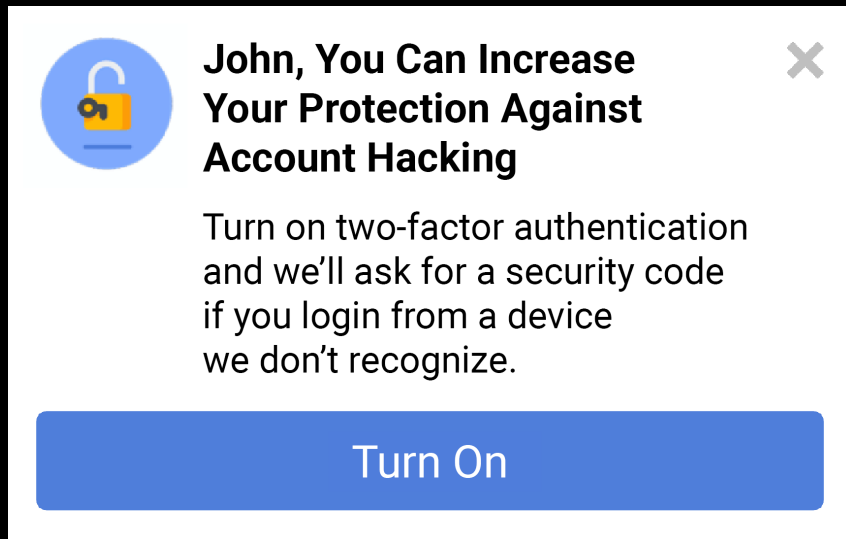 John, You Can Increase
Your Protection Against
Account Hacking
Turn on two-factor authentication
and we’ll ask for a security code
if you login from a device
we don’t recognize.
Turn On